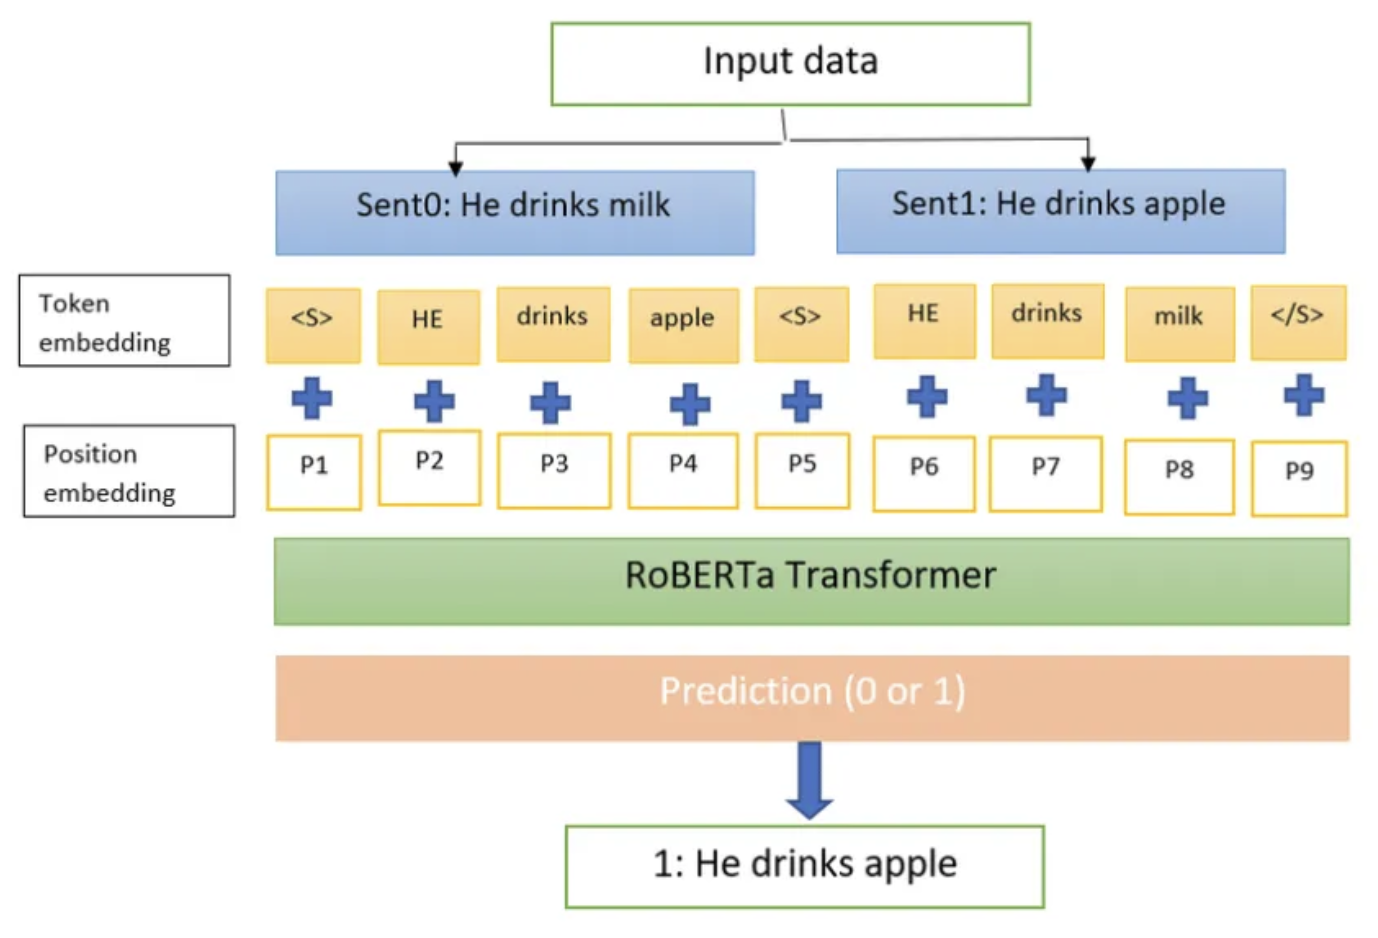 Input data
Sent0: He drinks milk
Sent1: He drinks apple
Token
embedding
<S> HE drinks apple <S> HE drinks milk </S>
Position
embedding
P1 P2 P3 P4 P5 P6 P7 P8 P9
RoBERTa Transformer
Prediction (0 or 1)
1: He drinks apple